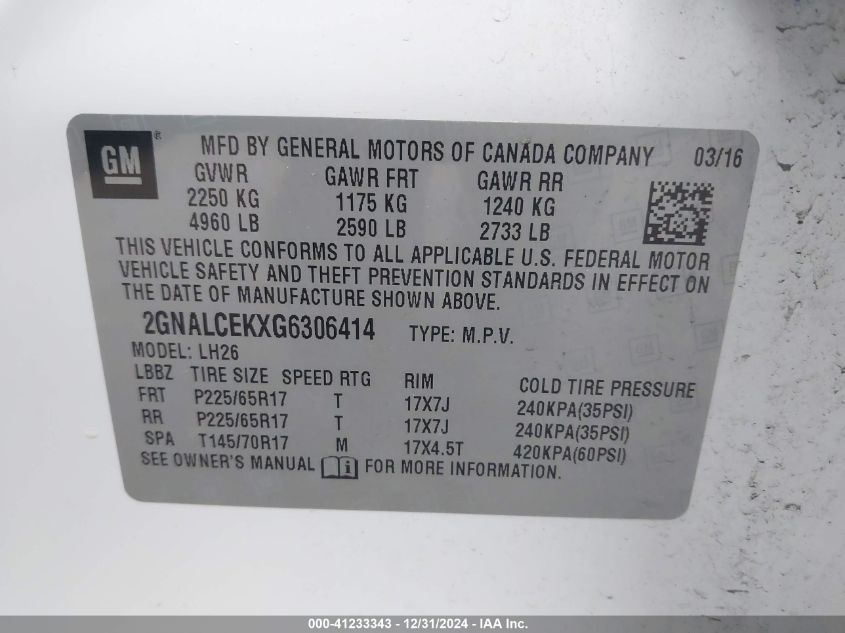 GM ® MFD BY GENERAL MOTORS OF CANADA COMPANY 03/16
GVWR GAWR FRT GAWR RR
2250 KG 1175 KG 1240 KG
4960 LB 2590 LB 2733 LB
THIS VEHICLE CONFORMS TO ALL APPLICABLE U.S. FEDERAL MOTOR
VEHICLE SAFETY AND THEFT PREVENTION STANDARDS IN EFFECT ON
THE DATE OF MANUFACTURE SHOWN ABOVE.
2GNALCEKXG6306414 TYPE: M.P.V.
MODEL: LH26
LBBZ TIRE SIZE SPEED RTG RIM COLD TIRE PRESSURE
FRT P225/65R17 T 17X7J 240KPA(35PSI)
RR P225/65R17 T 17X7J 240KPA(35PSI)
SPA T145/70R17 M 17X4.5T 420KPA(60PSI)
SEE OWNER'S MANUAL FOR MORE INFORMATION.
000-41233343 - 12/31/2024 - IAA Inc.